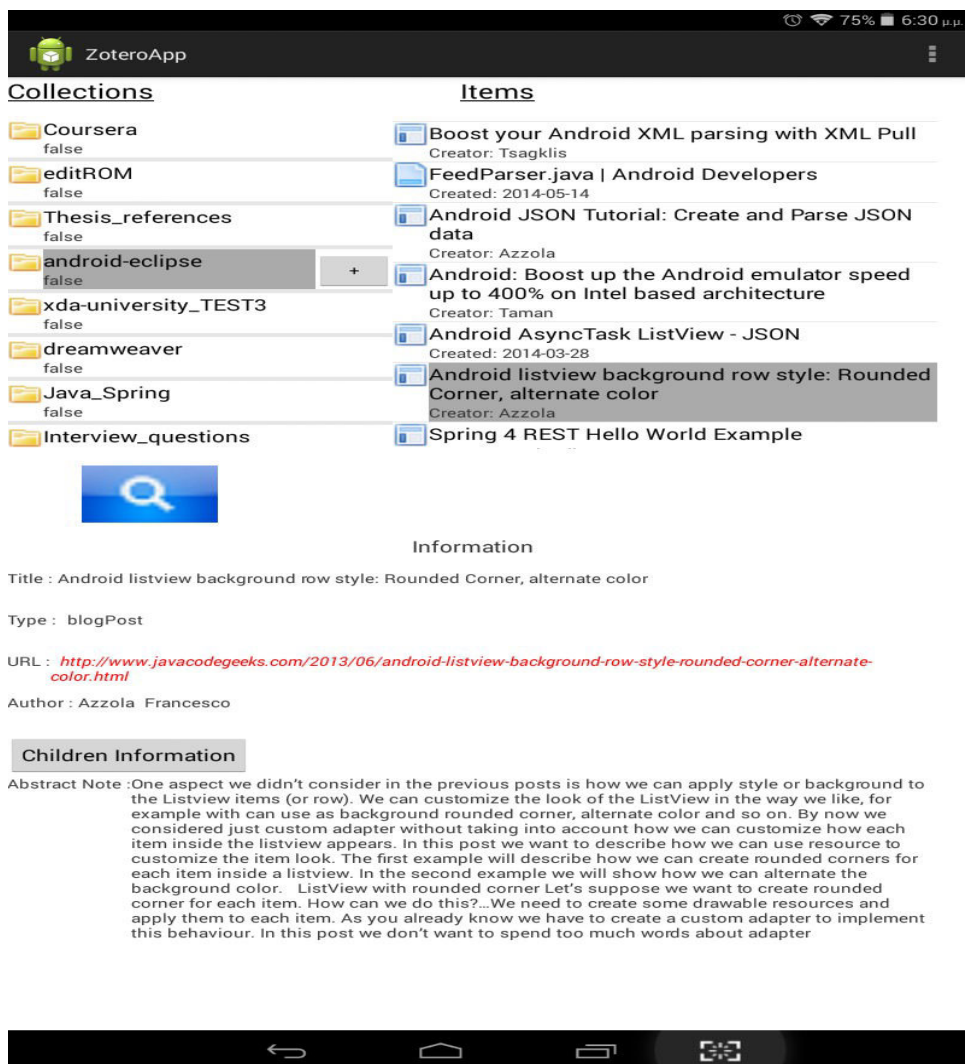 75% 6:30 μ.μ.
ZoteroApp
Collections
Items
Coursera
false
editROM
false
Thesis_references
false
android-eclipse
false
+
xda-university_TEST3
false
dreamweaver
false
Java_Spring
false
Interview_questions
Boost your Android XML parsing with XML Pull
Creator: Tsagklis
FeedParser.java | Android Developers
Created: 2014-05-14
Android JSON Tutorial: Create and Parse JSON
data
Creator: Azzola
Android: Boost up the Android emulator speed
up to 400% on Intel based architecture
Creator: Taman
Android AsyncTask ListView - JSON
Created: 2014-03-28
Android listview background row style: Rounded
Corner, alternate color
Creator: Azzola
Spring 4 REST Hello World Example
Information
Title : Android listview background row style: Rounded Corner, alternate color
Type : blogPost
URL : http://www.javacodegeeks.com/2013/06/android-listview-background-row-style-rounded-corner-alternate-
color.html
Author : Azzola Francesco
Children Information
Abstract Note :One aspect we didn't consider in the previous posts is how we can apply style or background to
the Listview items (or row). We can customize the look of the ListView in the way we like, for
example with can use as background rounded corner, alternate color and so on. By now we
considered just custom adapter without taking into account how we can customize how each
item inside the listview appears. In this post we want to describe how we can use resource to
customize the item look. The first example will describe how we can create rounded corners for
each item inside a listview. In the second example we will show how we can alternate the
background color. ListView with rounded corner Let's suppose we want to create rounded
corner for each item. How can we do this?...We need to create some drawable resources and
apply them to each item. As you already know we have to create a custom adapter to implement
this behaviour. In this post we don't want to spend too much words about adapter